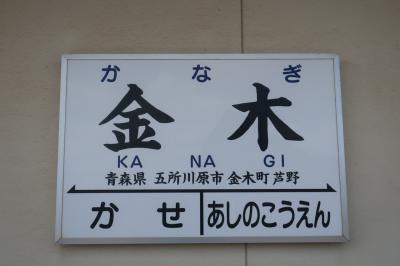 かなぎ
金木
KA NA GI
青森県 五所川原市 金木町 芦野
かせ あしのこうえん